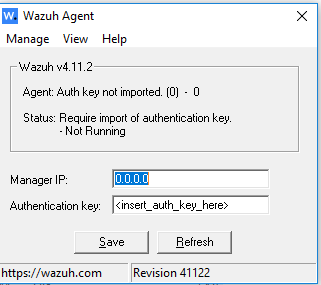 W. Wazuh Agent
Manage View Help
Wazuh v4.11.2
Agent: Auth key not imported. (0) - 0
Status: Require import of authentication key.
- Not Running
Manager IP: 0.0.0.0
Authentication key: <insert_auth_key_here>
Save Refresh
https://wazuh.com Revision 41122